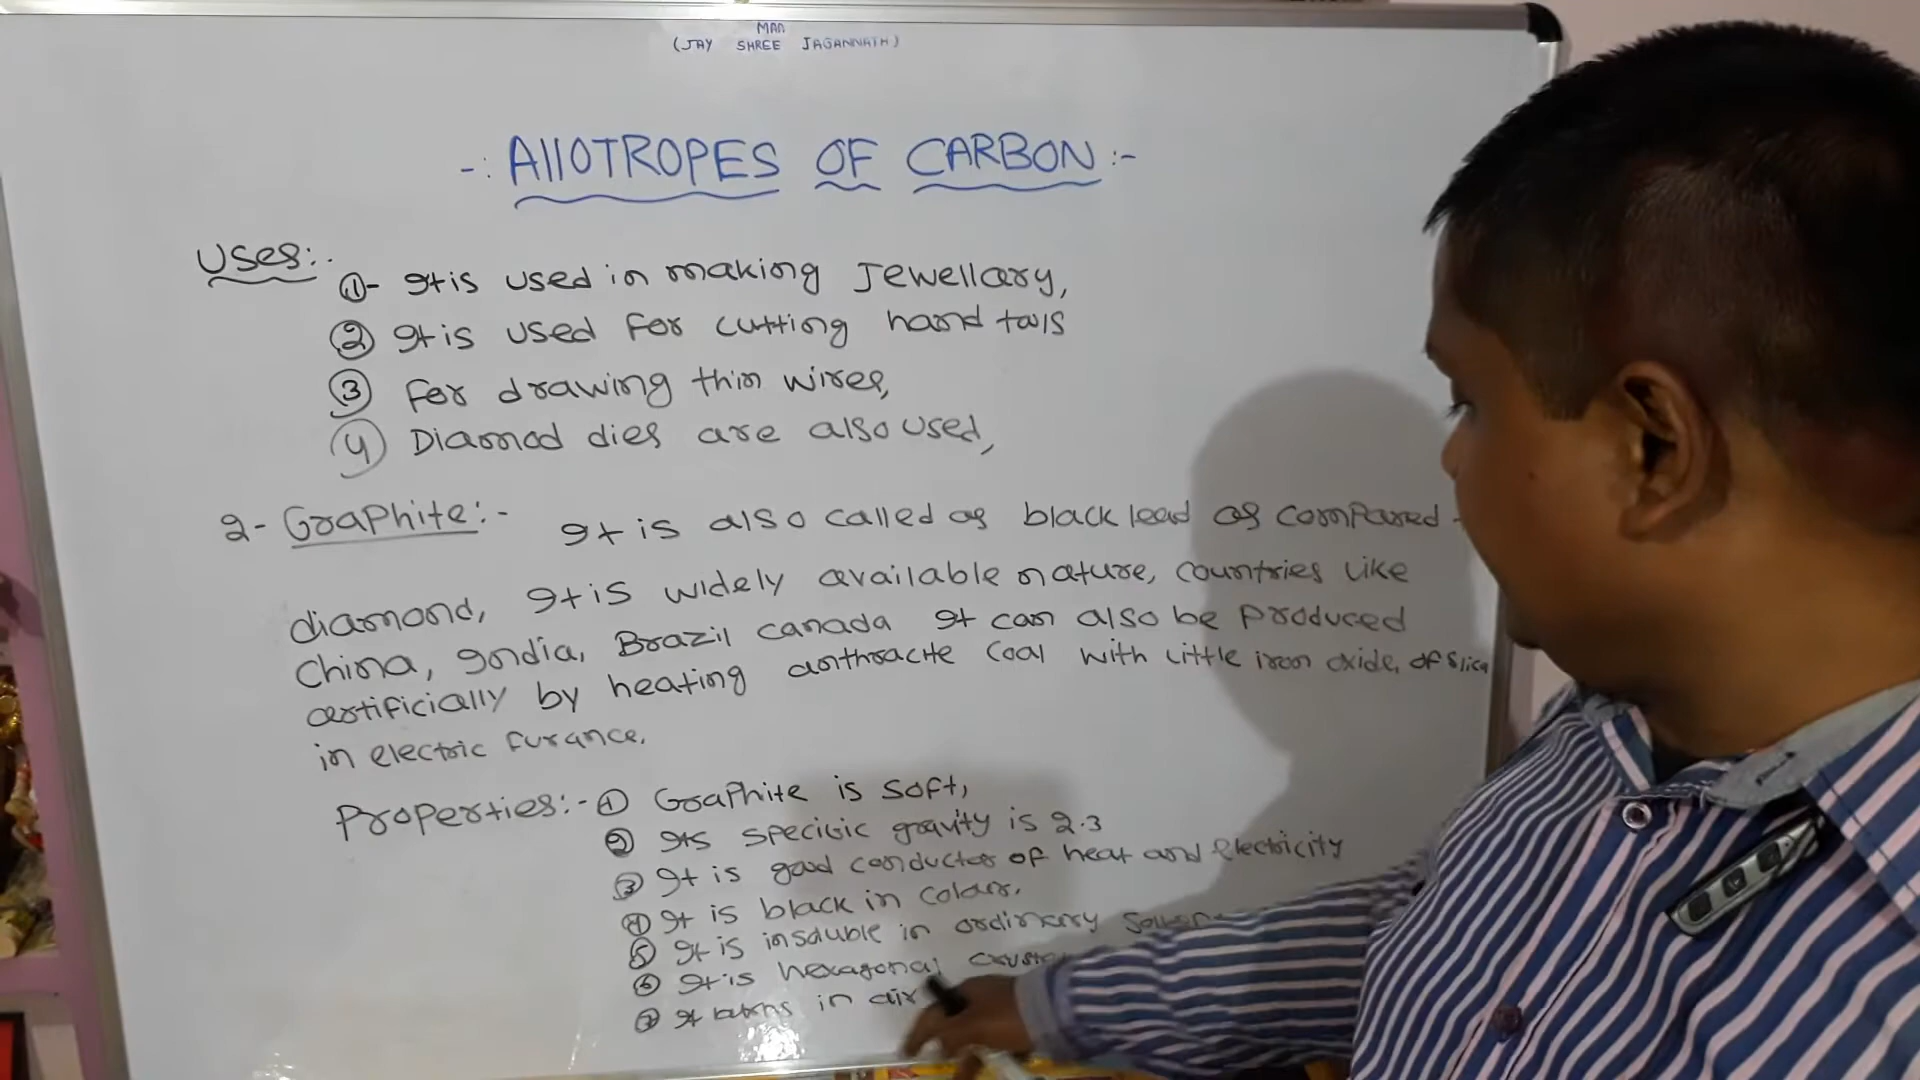 MAA
(JAY SHREE JAGANNATH)
-: AllOTROPES OF CARBON :-
Uses:-
①- It is used in making Jewellary,
② It is used for cutting hand tools
③ For drawing thin wires,
④ Diamod dies are also used,
2- Graphite:- It is also called as black lead as compared
diamond, It is widely available nature, countries like
China, India, Brazil canada It can also be produced
artificially by heating anthracite coal with little iron oxide, of Slica
in electric furance.
Properties:- ① Graphite is soft,
② Its specific gravity is 2.3
③ It is good conductor of heat and electricity
④ It is black in colour.
⑤ It is insouble in ordinary
⑥ It is hexagonal
⑦ It burns in air